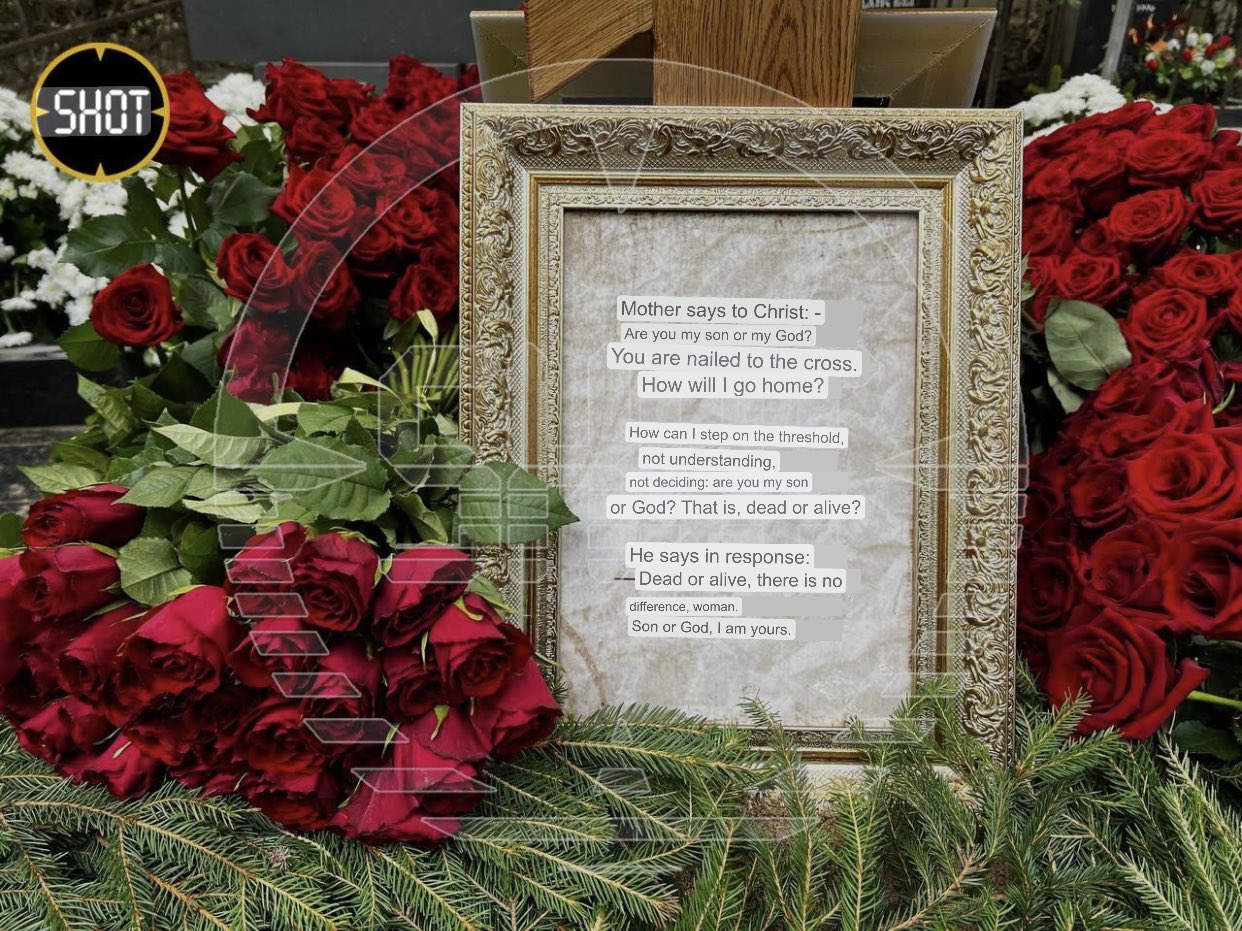 SHOT
Mother says to Christ: -
Are you my son or my God?
You are nailed to the cross.
How will I go home?
How can I step on the threshold,
not understanding,
not deciding: are you my son
or God? That is, dead or alive?
He says in response:
— Dead or alive, there is no
difference, woman.
Son or God, I am yours.